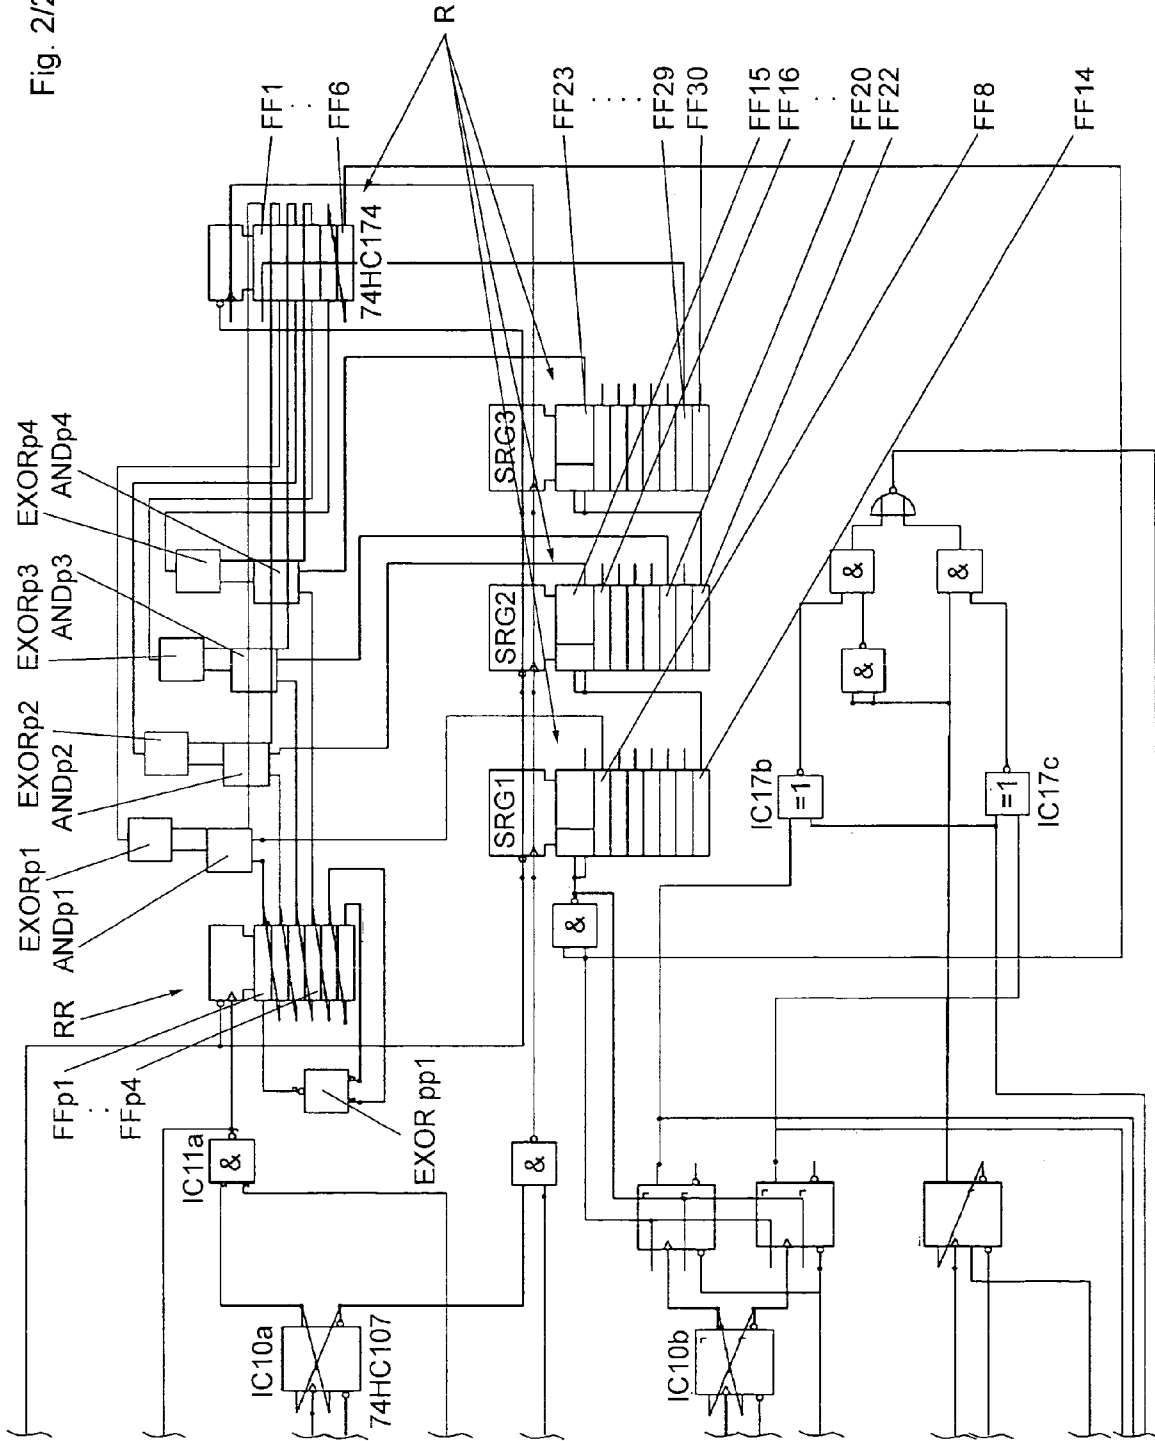 Fig. 2/2
R
FF1
. .
FF6
74HC174
EXORp4
ANDp4
EXORp3
ANDp3
EXORp2
ANDp2
EXORp1
ANDp1
RR
FFp1
. .
FFp4
EXOR pp1
IC11a
&
IC10a
74HC107
&
SRG3
SRG2
SRG1
FF23
. . . . .
FF29
FF30
FF15
FF16
. .
FF20
FF22
FF8
FF14
&
&
&
&
IC17b
=1
=1
IC17c
IC10b